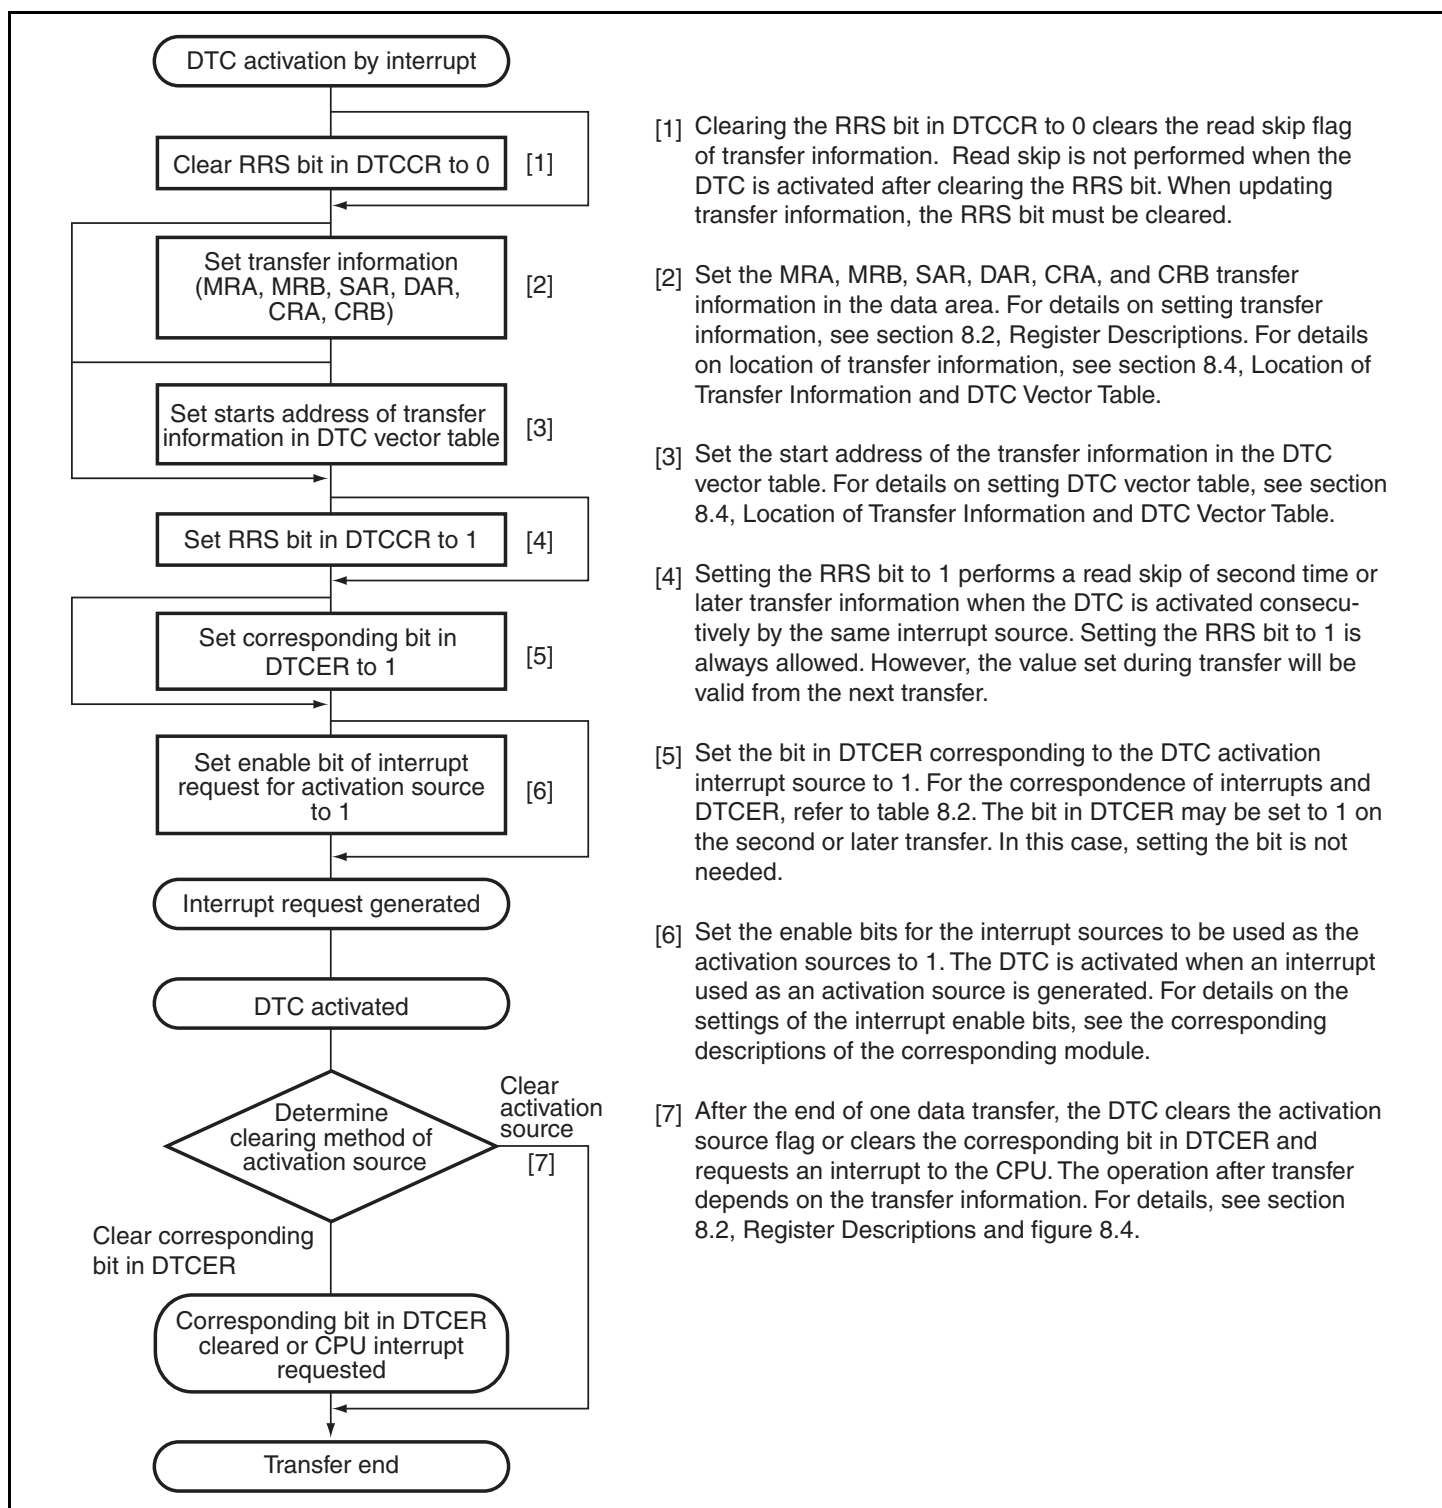 DTC activation by interrupt
Clear RRS bit in DTCCR to 0
[1]
Set transfer information
(MRA, MRB, SAR, DAR,
CRA, CRB)
[2]
Set starts address of transfer
information in DTC vector table
[3]
Set RRS bit in DTCCR to 1
[4]
Set corresponding bit in
DTCER to 1
[5]
Set enable bit of interrupt
request for activation source
to 1
[6]
Interrupt request generated
DTC activated
Determine
clearing method of
activation source
Clear
activation
source
[7]
Clear corresponding
bit in DTCER
Corresponding bit in DTCER
cleared or CPU interrupt
requested
Transfer end
[1] Clearing the RRS bit in DTCCR to 0 clears the read skip flag
of transfer information. Read skip is not performed when the
DTC is activated after clearing the RRS bit. When updating
transfer information, the RRS bit must be cleared.
[2] Set the MRA, MRB, SAR, DAR, CRA, and CRB transfer
information in the data area. For details on setting transfer
information, see section 8.2, Register Descriptions. For details
on location of transfer information, see section 8.4, Location of
Transfer Information and DTC Vector Table.
[3] Set the start address of the transfer information in the DTC
vector table. For details on setting DTC vector table, see section
8.4, Location of Transfer Information and DTC Vector Table.
[4] Setting the RRS bit to 1 performs a read skip of second time or
later transfer information when the DTC is activated consecu-
tively by the same interrupt source. Setting the RRS bit to 1 is
always allowed. However, the value set during transfer will be
valid from the next transfer.
[5] Set the bit in DTCER corresponding to the DTC activation
interrupt source to 1. For the correspondence of interrupts and
DTCER, refer to table 8.2. The bit in DTCER may be set to 1 on
the second or later transfer. In this case, setting the bit is not
needed.
[6] Set the enable bits for the interrupt sources to be used as the
activation sources to 1. The DTC is activated when an interrupt
used as an activation source is generated. For details on the
settings of the interrupt enable bits, see the corresponding
descriptions of the corresponding module.
[7] After the end of one data transfer, the DTC clears the activation
source flag or clears the corresponding bit in DTCER and
requests an interrupt to the CPU. The operation after transfer
depends on the transfer information. For details, see section
8.2, Register Descriptions and figure 8.4.